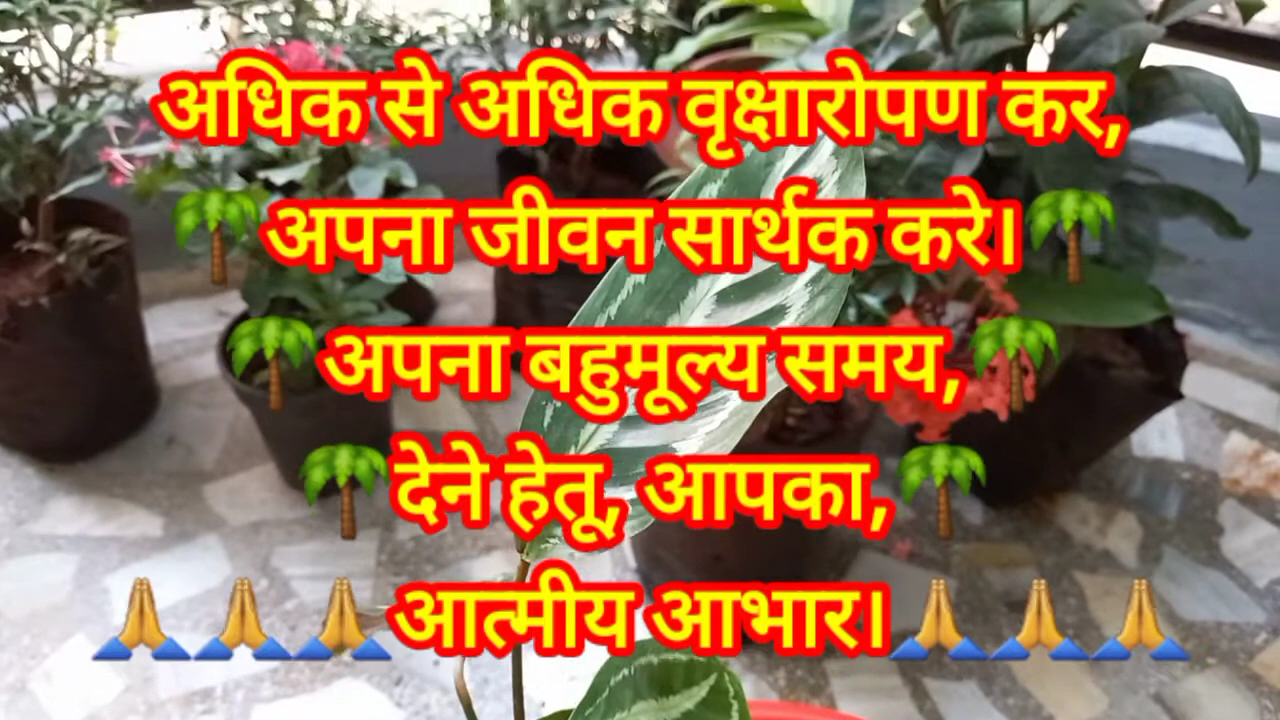 अधिक से अधिक वृक्षारोपण कर,
🌴अपना जीवन सार्थक करे।🌴
🌴अपना बहुमूल्य समय,🌴
🌴देने हेतू, आपका,🌴
🙏🙏🙏आत्मीय आभार।🙏🙏🙏